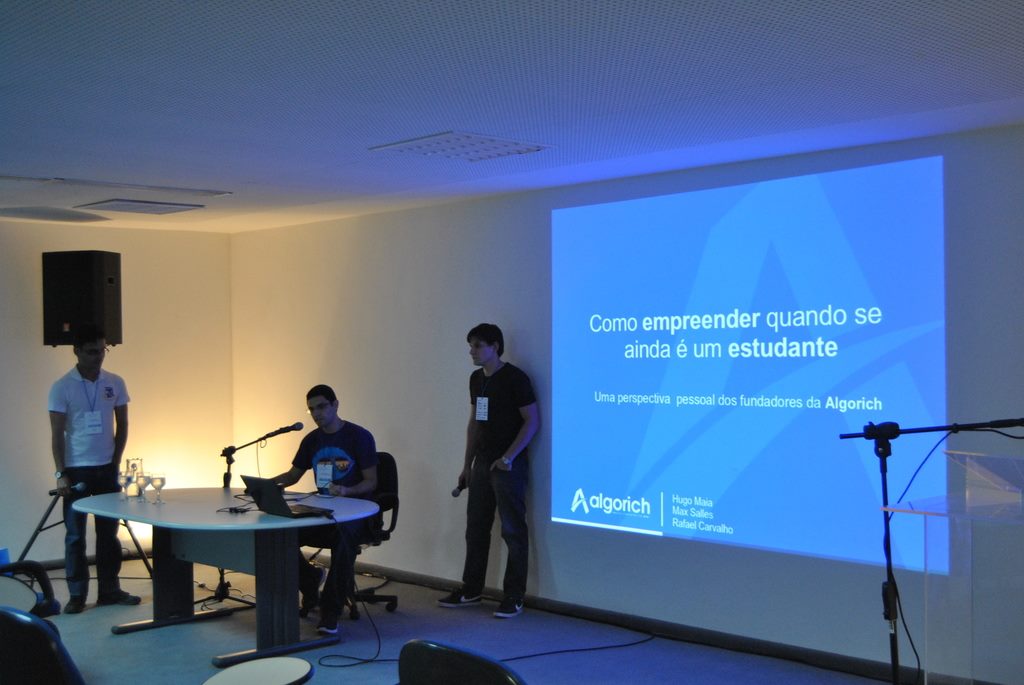 Como empreender quando se
ainda é um estudante
Uma perspectiva pessoal dos fundadores da Algorich
algorich
Hugo Maia
Max Salles
Rafael Carvalho